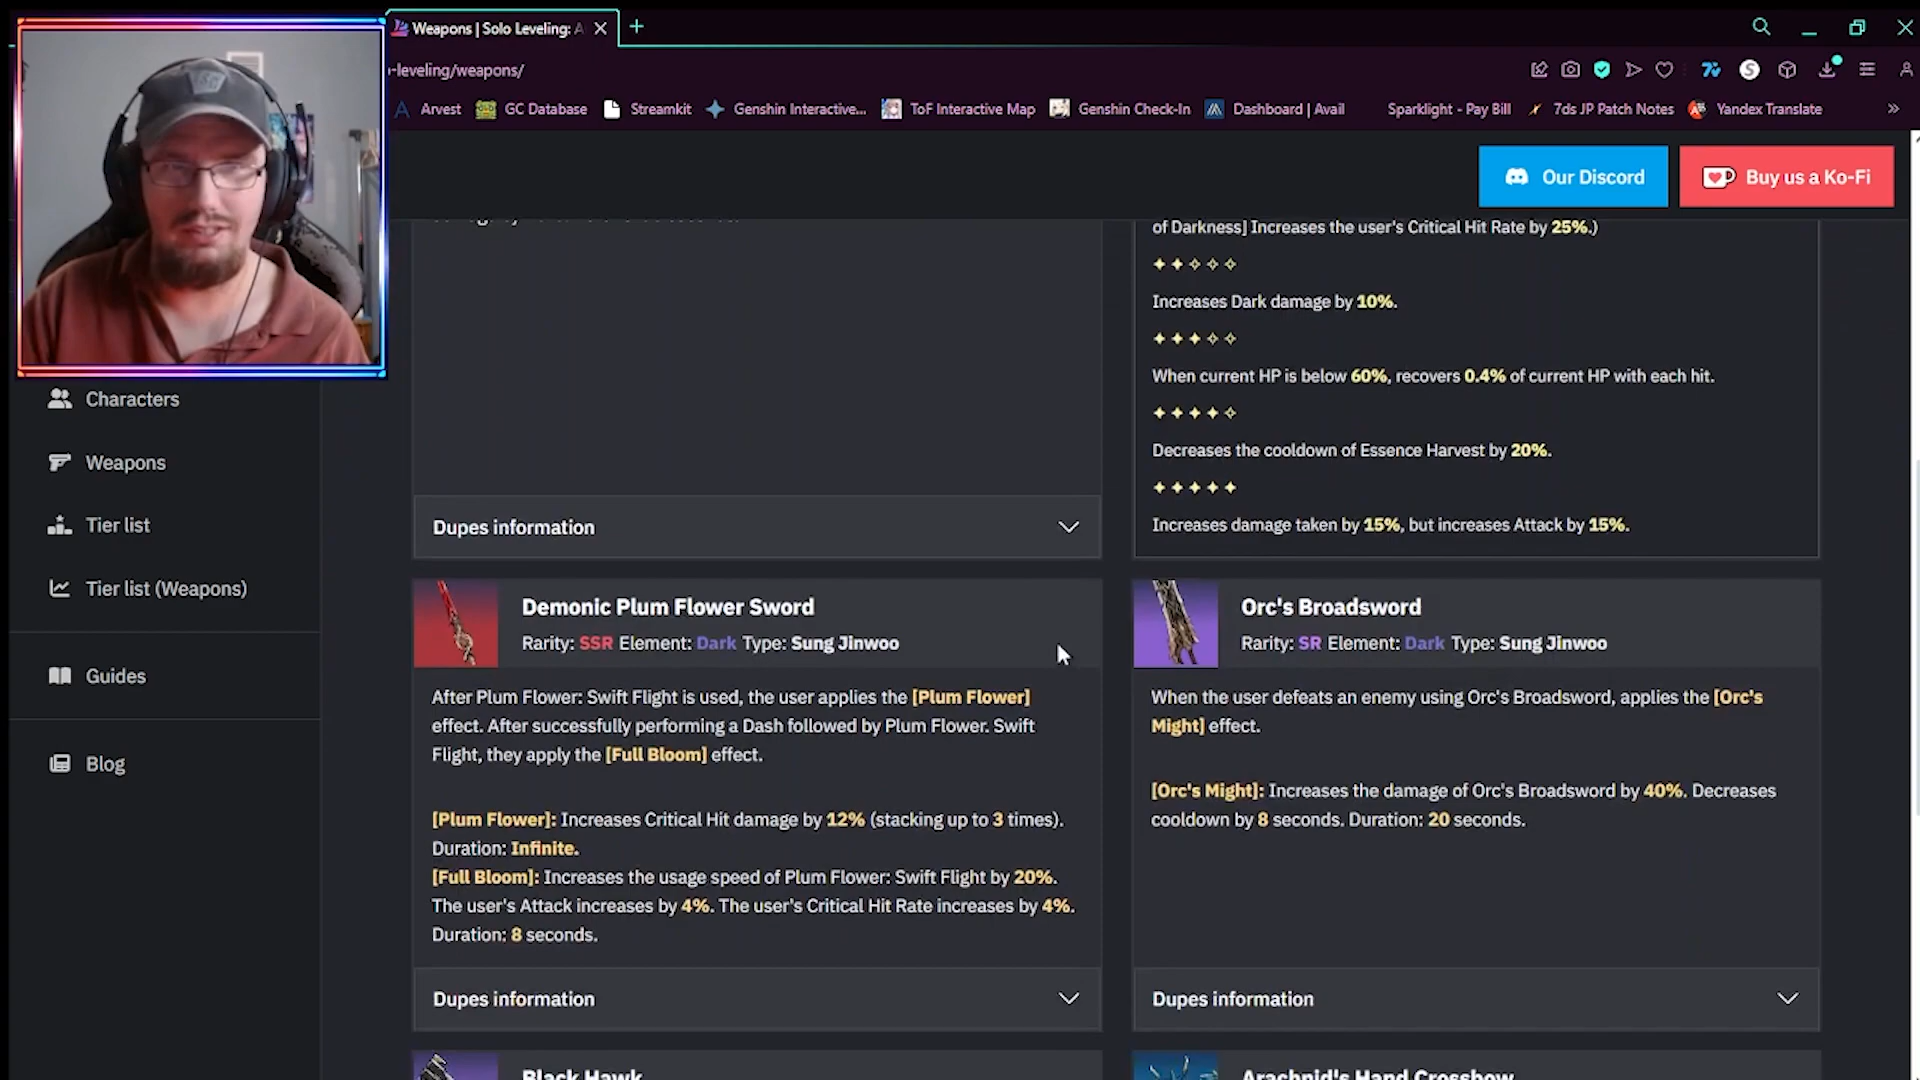 Weapons | Solo Leveling: A
-leveling/weapons/
Arvest GC Database Streamkit Genshin Interactive... ToF Interactive Map Genshin Check-In Dashboard | Avail Sparklight - Pay Bill 7ds JP Patch Notes Yandex Translate
Our Discord
Buy us a Ko-Fi
Characters
Weapons
Tier list
Tier list (Weapons)
Guides
Blog
of Darkness] Increases the user's Critical Hit Rate by 25%.)
✦✦✧✧✧
Increases Dark damage by 10%.
✦✦✦✧✧
When current HP is below 60%, recovers 0.4% of current HP with each hit.
✦✦✦✦✧
Decreases the cooldown of Essence Harvest by 20%.
✦✦✦✦✦
Increases damage taken by 15%, but increases Attack by 15%.
Dupes information
Demonic Plum Flower Sword
Rarity: SSR Element: Dark Type: Sung Jinwoo
After Plum Flower: Swift Flight is used, the user applies the [Plum Flower]
effect. After successfully performing a Dash followed by Plum Flower. Swift
Flight, they apply the [Full Bloom] effect.
[Plum Flower]: Increases Critical Hit damage by 12% (stacking up to 3 times).
Duration: Infinite.
[Full Bloom]: Increases the usage speed of Plum Flower: Swift Flight by 20%.
The user's Attack increases by 4%. The user's Critical Hit Rate increases by 4%.
Duration: 8 seconds.
Dupes information
Orc's Broadsword
Rarity: SR Element: Dark Type: Sung Jinwoo
When the user defeats an enemy using Orc's Broadsword, applies the [Orc's
Might] effect.
[Orc's Might]: Increases the damage of Orc's Broadsword by 40%. Decreases
cooldown by 8 seconds. Duration: 20 seconds.
Dupes information
Black Hawk
Arachnid's Hand Crossbow